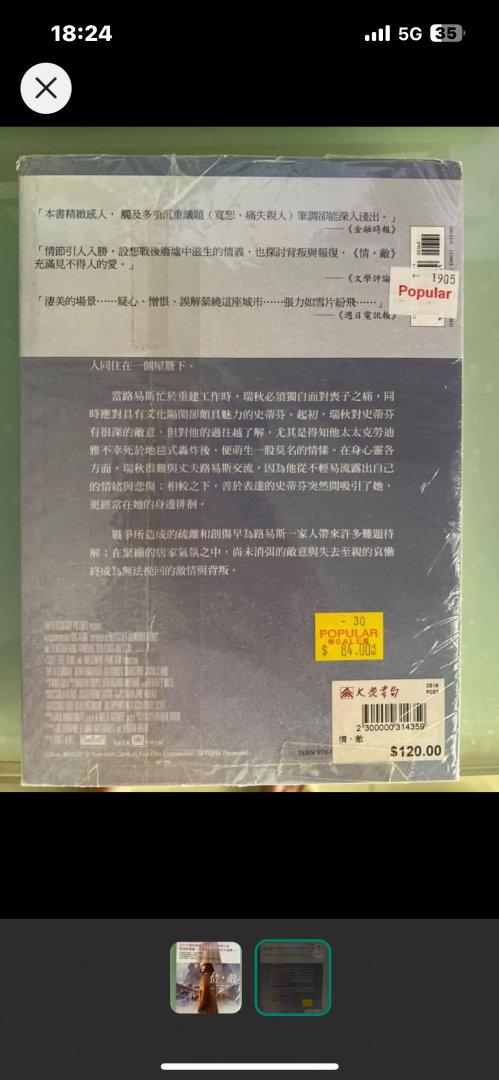 18:24
5G 35
「本書精緻感人，觸及多項沉重議題（寬恕、痛失親人）筆調卻能深入淺出。」
——《金融時報》
「情節引人入勝，設想戰後廢墟中滋生的情義，也探討背叛與報復，《情‧敵》
充滿見不得人的愛。」
——《文學評論
「淒美的場景……疑心、憎恨、誤解縈繞這座城市……張力如雪片紛飛……」
——《週日電訊報》
1905
Popular
人同住在一個屋簷下。
當路易斯忙於重建工作時，瑞秋必須獨自面對喪子之痛，同
時應對具有文化隔閡卻頗具魅力的史蒂芬。起初，瑞秋對史蒂芬
有很深的敵意，但對他的過往越了解，尤其是得知他太太克勞迪
雅不幸死於地毯式轟炸後，便萌生一股莫名的情愫。在身心靈各
方面，瑞秋很難與丈夫路易斯交流，因為他從不輕易流露出自己
的情緒與悲傷；相較之下，善於表達的史蒂芬突然間吸引了她，
更經常在她的身邊徘徊。
戰爭所造成的疏離和創傷早為路易斯一家人帶來許多難題待
解；在緊繃的居家氣氛之中，尚未消弭的敵意與失去至親的哀慟
終成為無法挽回的激情與背叛。
- 30
POPULAR
$ 84.00
大眾書局
0519
POST
2 300000 314359
情‧敵
$120.00
Twentieth Century Fox Film Corporation. All Rights Reserved.
ISBN 978
情‧敵